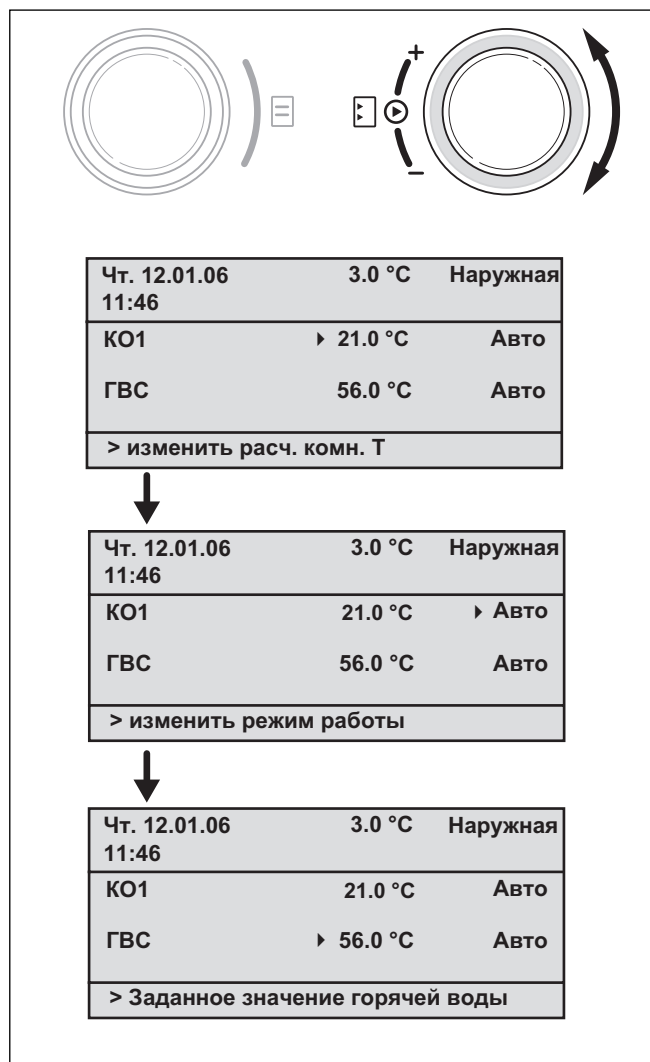 +
−
Чт. 12.01.06 3.0 °C Наружная
11:46
КО1 21.0 °C Авто
ГВС 56.0 °C Авто
> изменить расч. комн. Т
Чт. 12.01.06 3.0 °C Наружная
11:46
КО1 21.0 °C Авто
ГВС 56.0 °C Авто
> изменить режим работы
Чт. 12.01.06 3.0 °C Наружная
11:46
КО1 21.0 °C Авто
ГВС 56.0 °C Авто
> Заданное значение горячей воды